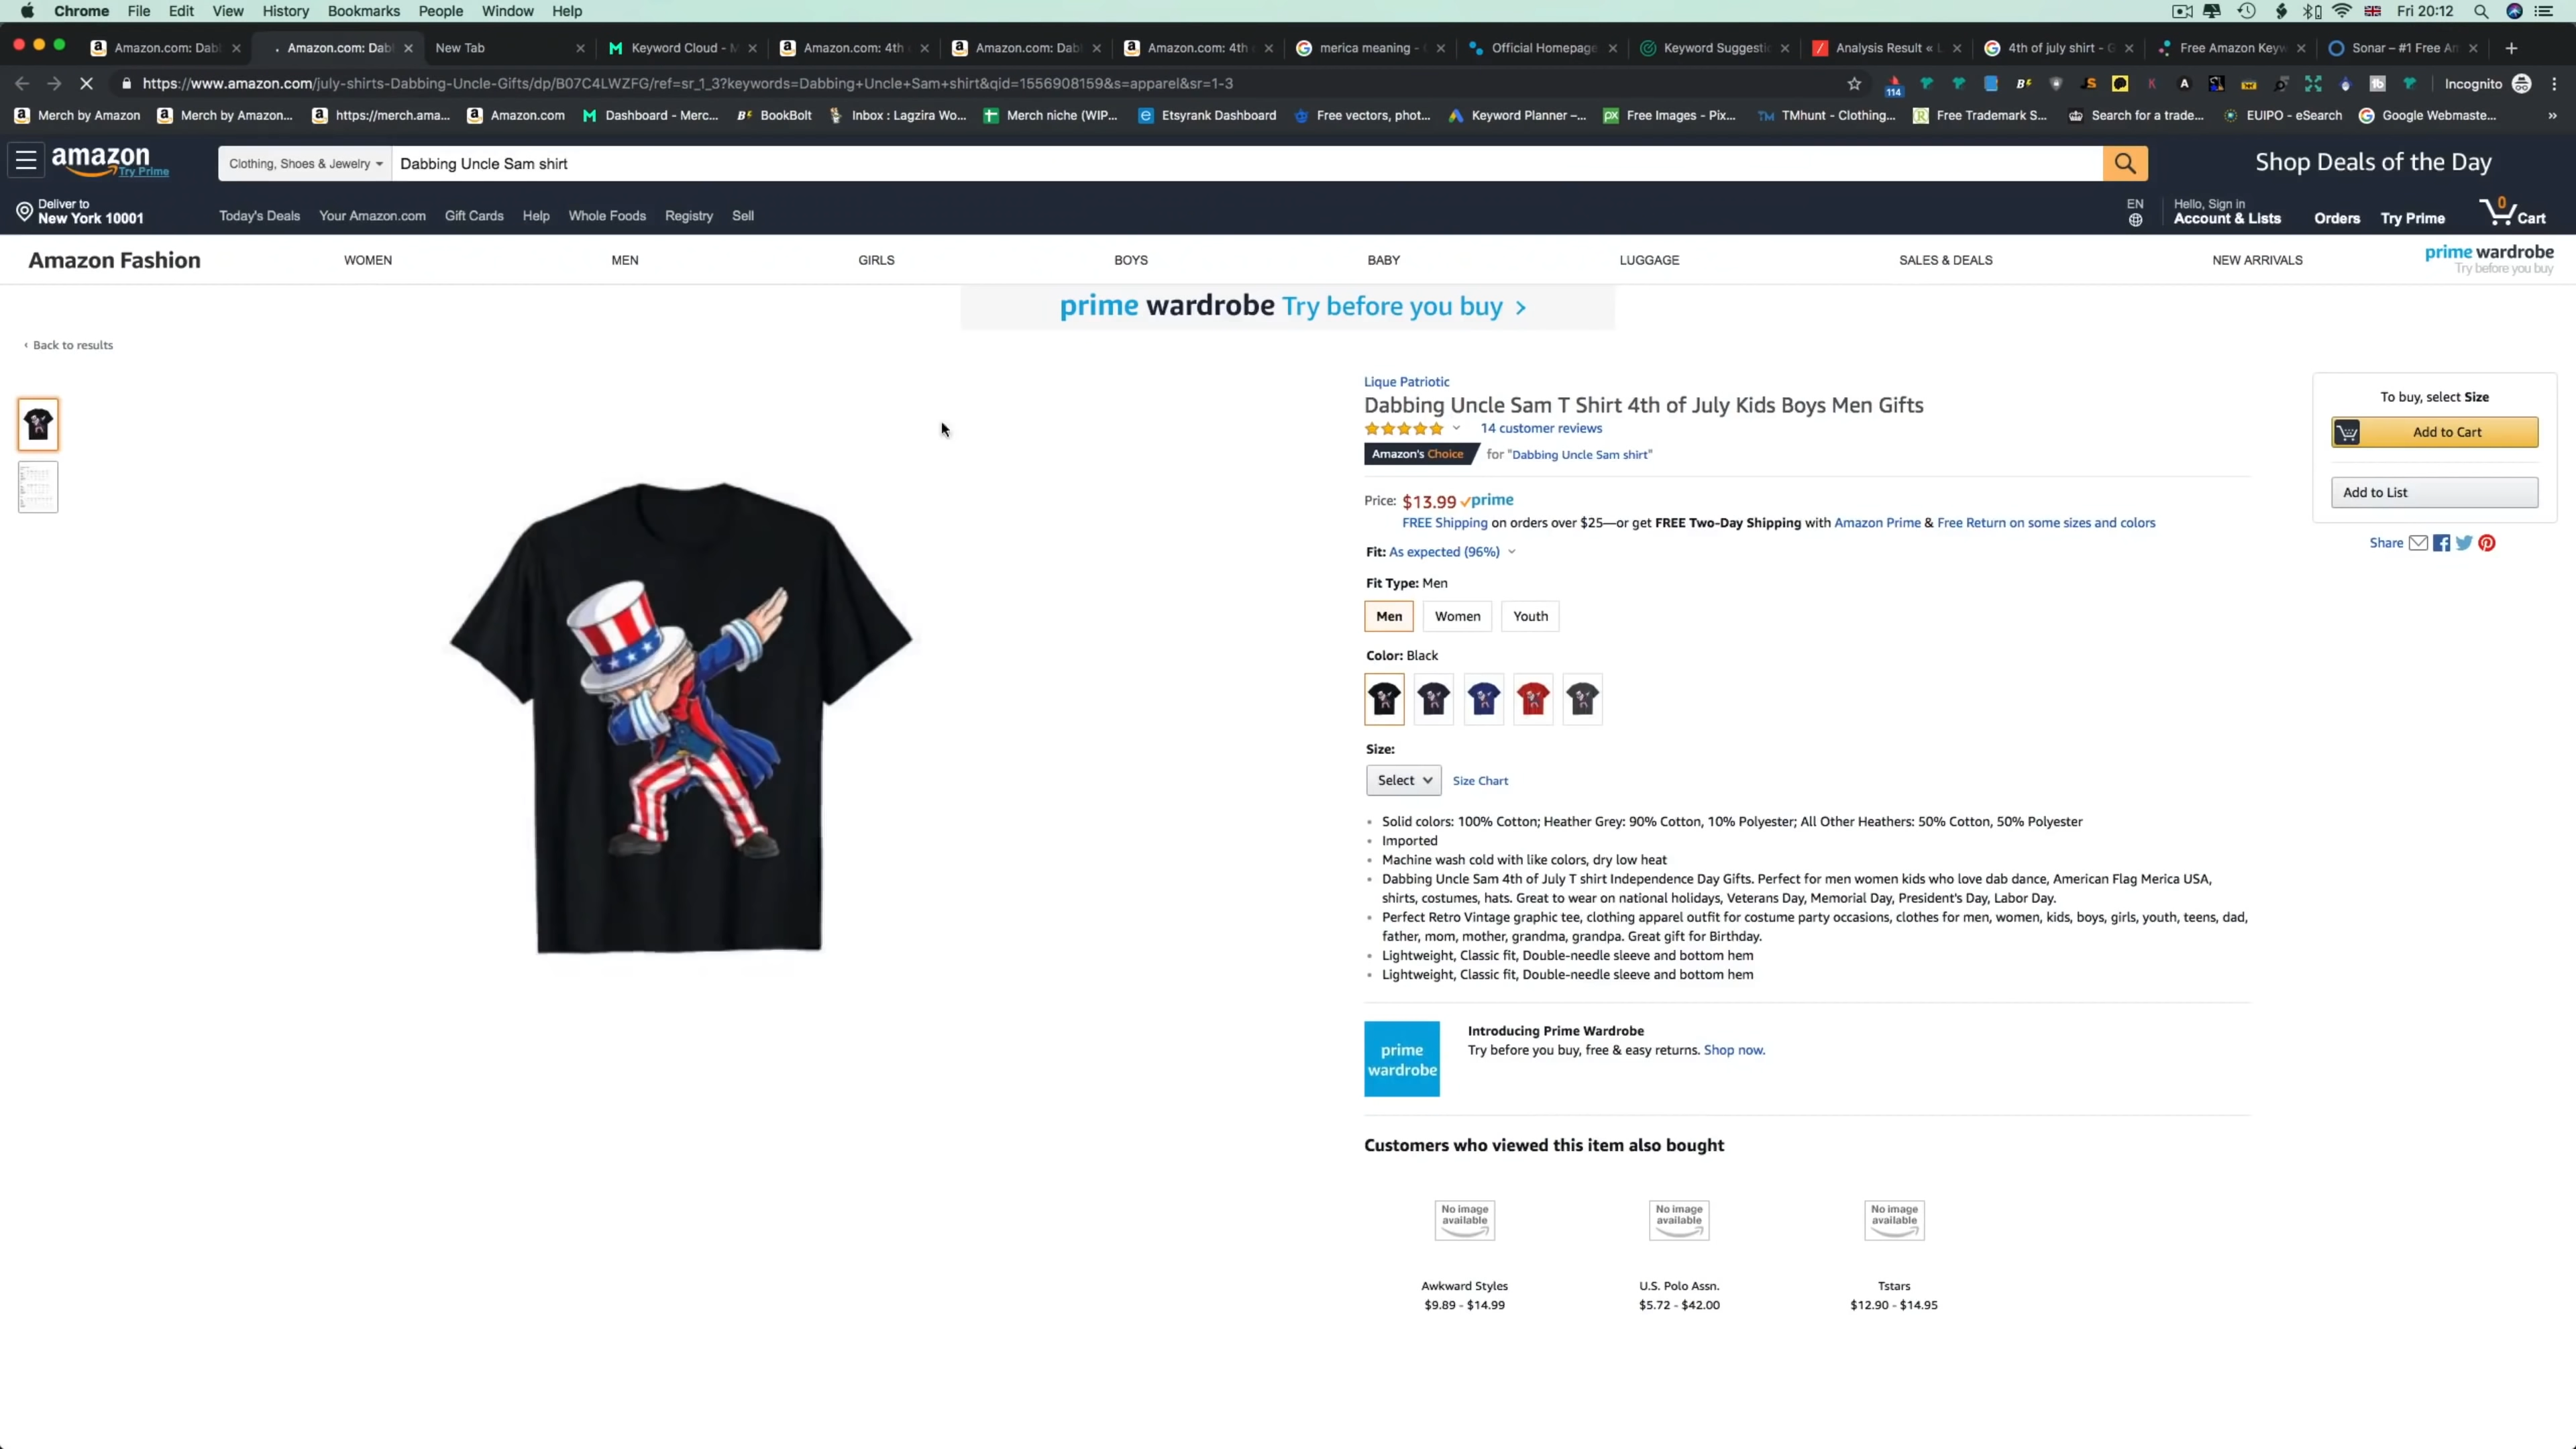 Chrome File Edit View History Bookmarks People Window Help
Fri 20:12
Amazon.com: Dab
Amazon.com: Dab
New Tab
Keyword Cloud - M
Amazon.com: 4th
Amazon.com: Dab
Amazon.com: 4th
merica meaning -
Official Homepage
Keyword Suggesti
Analysis Result « L
4th of july shirt - G
Free Amazon Keyw
Sonar – #1 Free Am
https://www.amazon.com/july-shirts-Dabbing-Uncle-Gifts/dp/B07C4LWZFG/ref=sr_1_3?keywords=Dabbing+Uncle+Sam+shirt&qid=1556908159&s=apparel&sr=1-3
114
Incognito
Merch by Amazon
Merch by Amazon...
https://merch.ama...
Amazon.com
Dashboard - Merc...
BookBolt
Inbox : Lagzira Wo...
Merch niche (WIP...
Etsyrank Dashboard
Free vectors, phot...
Keyword Planner –...
Free Images - Pix...
TMhunt - Clothing...
Free Trademark S...
Search for a trade...
EUIPO - eSearch
Google Webmaste...
amazon
Try Prime
Clothing, Shoes & Jewelry
Dabbing Uncle Sam shirt
Shop Deals of the Day
Deliver to
New York 10001
Today's Deals Your Amazon.com Gift Cards Help Whole Foods Registry Sell
EN
Hello, Sign in
Account & Lists
Orders
Try Prime
0
Cart
Amazon Fashion
WOMEN MEN GIRLS BOYS BABY LUGGAGE SALES & DEALS NEW ARRIVALS
prime wardrobe
Try before you buy
prime wardrobe Try before you buy >
‹ Back to results
Lique Patriotic
Dabbing Uncle Sam T Shirt 4th of July Kids Boys Men Gifts
14 customer reviews
Amazon's Choice for "Dabbing Uncle Sam shirt"
Price: $13.99 prime
FREE Shipping on orders over $25—or get FREE Two-Day Shipping with Amazon Prime & Free Return on some sizes and colors
Fit: As expected (96%)
Fit Type: Men
Men Women Youth
Color: Black
Size:
Select Size Chart
Solid colors: 100% Cotton; Heather Grey: 90% Cotton, 10% Polyester; All Other Heathers: 50% Cotton, 50% Polyester
Imported
Machine wash cold with like colors, dry low heat
Dabbing Uncle Sam 4th of July T shirt Independence Day Gifts. Perfect for men women kids who love dab dance, American Flag Merica USA,
shirts, costumes, hats. Great to wear on national holidays, Veterans Day, Memorial Day, President's Day, Labor Day.
Perfect Retro Vintage graphic tee, clothing apparel outfit for costume party occasions, clothes for men, women, kids, boys, girls, youth, teens, dad,
father, mom, mother, grandma, grandpa. Great gift for Birthday.
Lightweight, Classic fit, Double-needle sleeve and bottom hem
Lightweight, Classic fit, Double-needle sleeve and bottom hem
prime
wardrobe
Introducing Prime Wardrobe
Try before you buy, free & easy returns. Shop now.
Customers who viewed this item also bought
No image
available
No image
available
No image
available
Awkward Styles
$9.89 - $14.99
U.S. Polo Assn.
$5.72 - $42.00
Tstars
$12.90 - $14.95
To buy, select Size
Add to Cart
Add to List
Share